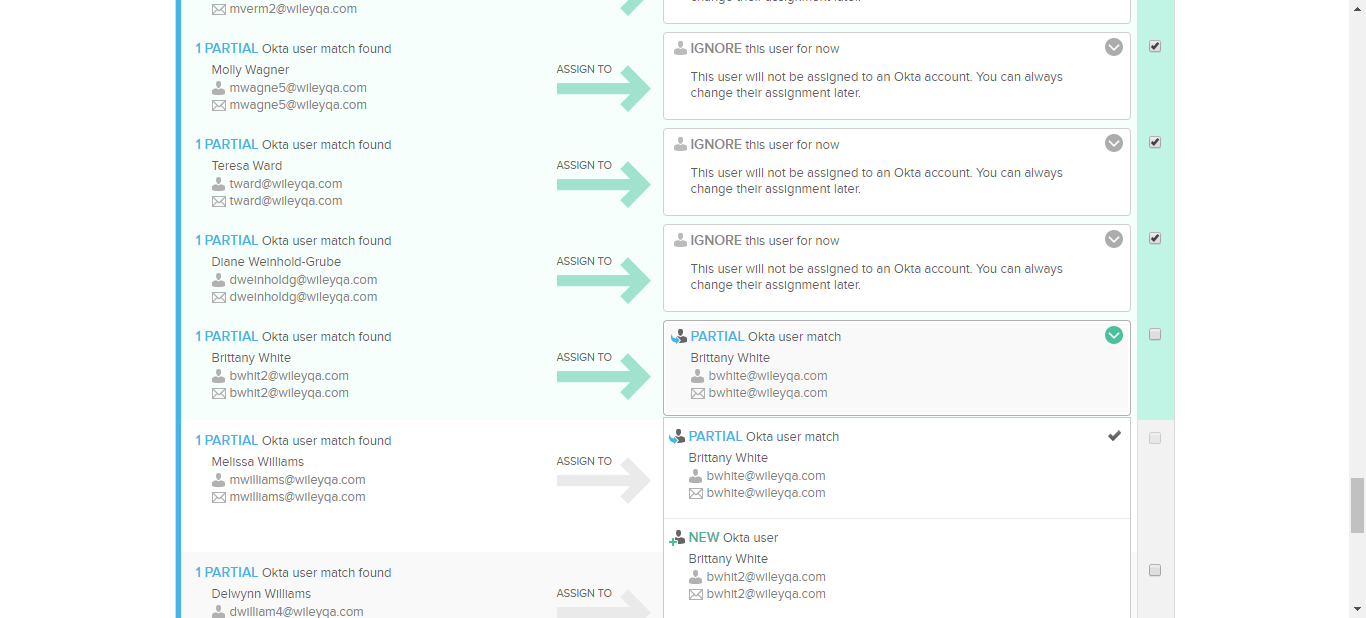 mverm2@wileyqa.com
change their assignment later.
1 PARTIAL Okta user match found
Molly Wagner
mwagne5@wileyqa.com
mwagne5@wileyqa.com
ASSIGN TO
IGNORE this user for now
This user will not be assigned to an Okta account. You can always
change their assignment later.
1 PARTIAL Okta user match found
Teresa Ward
tward@wileyqa.com
tward@wileyqa.com
ASSIGN TO
IGNORE this user for now
This user will not be assigned to an Okta account. You can always
change their assignment later.
1 PARTIAL Okta user match found
Diane Weinhold-Grube
dweinholdg@wileyqa.com
dweinholdg@wileyqa.com
ASSIGN TO
IGNORE this user for now
This user will not be assigned to an Okta account. You can always
change their assignment later.
1 PARTIAL Okta user match found
Brittany White
bwhit2@wileyqa.com
bwhit2@wileyqa.com
ASSIGN TO
PARTIAL Okta user match
Brittany White
bwhite@wileyqa.com
bwhite@wileyqa.com
1 PARTIAL Okta user match found
Melissa Williams
mwilliams@wileyqa.com
mwilliams@wileyqa.com
ASSIGN TO
PARTIAL Okta user match
Brittany White
bwhite@wileyqa.com
bwhite@wileyqa.com
NEW Okta user
Brittany White
bwhit2@wileyqa.com
bwhit2@wileyqa.com
1 PARTIAL Okta user match found
Delwynn Williams
dwilliam4@wileyqa.com
ASSIGN TO